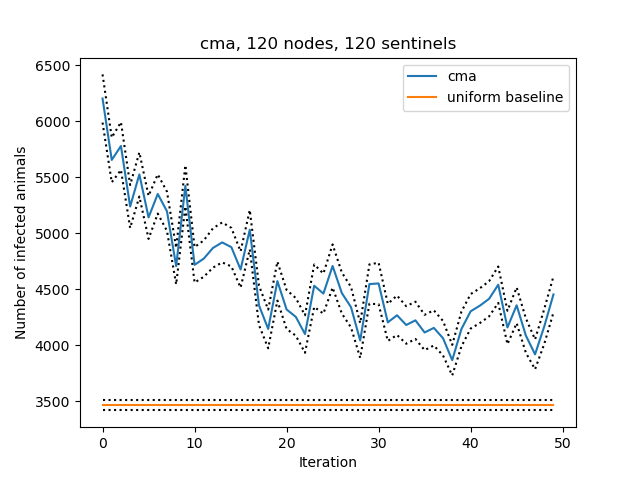 cma, 120 nodes, 120 sentinels
cma
uniform baseline
Number of infected animals
6500
6000
5500
5000
4500
4000
3500
0
10
20
30
40
50
Iteration